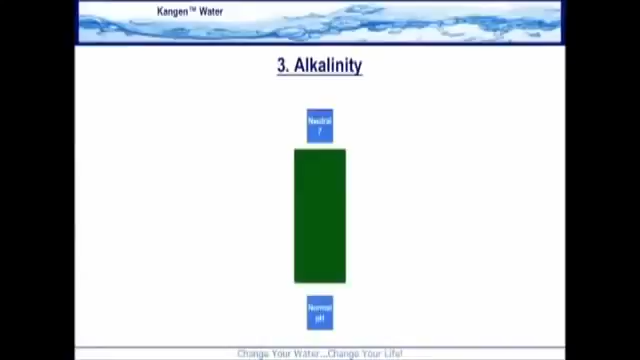 Kangen™ Water
3. Alkalinity
Neutral
7
Normal
pH
Change Your Water...Change Your Life!